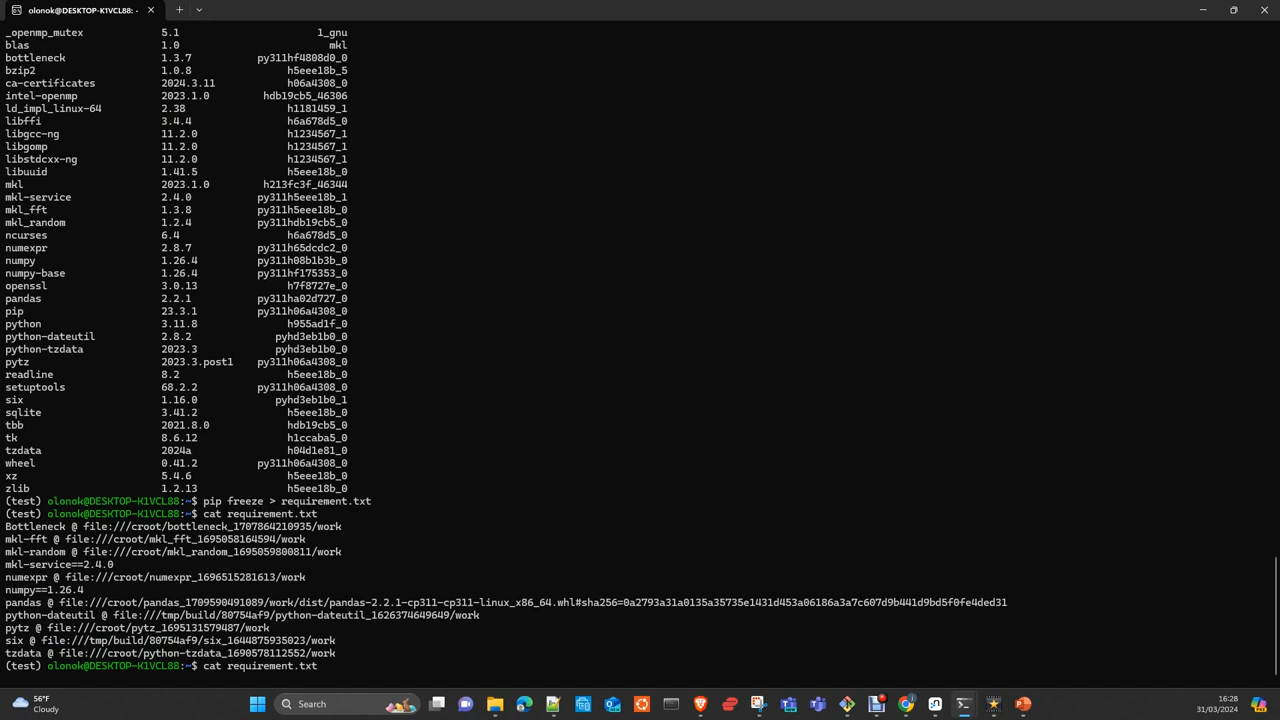 olonok@DESKTOP-K1VCL88: ~
_openmp_mutex 5.1 1_gnu
blas 1.0 mkl
bottleneck 1.3.7 py311hf4808d0_0
bzip2 1.0.8 h5eee18b_5
ca-certificates 2024.3.11 h06a4308_0
intel-openmp 2023.1.0 hdb19cb5_46306
ld_impl_linux-64 2.38 h1181459_1
libffi 3.4.4 h6a678d5_0
libgcc-ng 11.2.0 h1234567_1
libgomp 11.2.0 h1234567_1
libstdcxx-ng 11.2.0 h1234567_1
libuuid 1.41.5 h5eee18b_0
mkl 2023.1.0 h213fc3f_46344
mkl-service 2.4.0 py311h5eee18b_1
mkl_fft 1.3.8 py311h5eee18b_0
mkl_random 1.2.4 py311hdb19cb5_0
ncurses 6.4 h6a678d5_0
numexpr 2.8.7 py311h65dcdc2_0
numpy 1.26.4 py311h08b1b3b_0
numpy-base 1.26.4 py311hf175353_0
openssl 3.0.13 h7f8727e_0
pandas 2.2.1 py311ha02d727_0
pip 23.3.1 py311h06a4308_0
python 3.11.8 h955ad1f_0
python-dateutil 2.8.2 pyhd3eb1b0_0
python-tzdata 2023.3 pyhd3eb1b0_0
pytz 2023.3.post1 py311h06a4308_0
readline 8.2 h5eee18b_0
setuptools 68.2.2 py311h06a4308_0
six 1.16.0 pyhd3eb1b0_1
sqlite 3.41.2 h5eee18b_0
tbb 2021.8.0 hdb19cb5_0
tk 8.6.12 h1ccaba5_0
tzdata 2024a h04d1e81_0
wheel 0.41.2 py311h06a4308_0
xz 5.4.6 h5eee18b_0
zlib 1.2.13 h5eee18b_0
(test) olonok@DESKTOP-K1VCL88:~$ pip freeze > requirement.txt
(test) olonok@DESKTOP-K1VCL88:~$ cat requirement.txt
Bottleneck @ file:///croot/bottleneck_1707864210935/work
mkl-fft @ file:///croot/mkl_fft_1695058164594/work
mkl-random @ file:///croot/mkl_random_1695059800811/work
mkl-service==2.4.0
numexpr @ file:///croot/numexpr_1696515281613/work
numpy==1.26.4
pandas @ file:///croot/pandas_1709590491089/work/dist/pandas-2.2.1-cp311-cp311-linux_x86_64.whl#sha256=0a2793a31a0135a35735e1431d453a06186a3a7c607d9b441d9bd5f0fe4ded31
python-dateutil @ file:///tmp/build/80754af9/python-dateutil_1626374649649/work
pytz @ file:///croot/pytz_1695131579487/work
six @ file:///tmp/build/80754af9/six_1644875935023/work
tzdata @ file:///croot/python-tzdata_1690578112552/work
(test) olonok@DESKTOP-K1VCL88:~$ cat requirement.txt
56°F
Cloudy
Search
16:28
31/03/2024